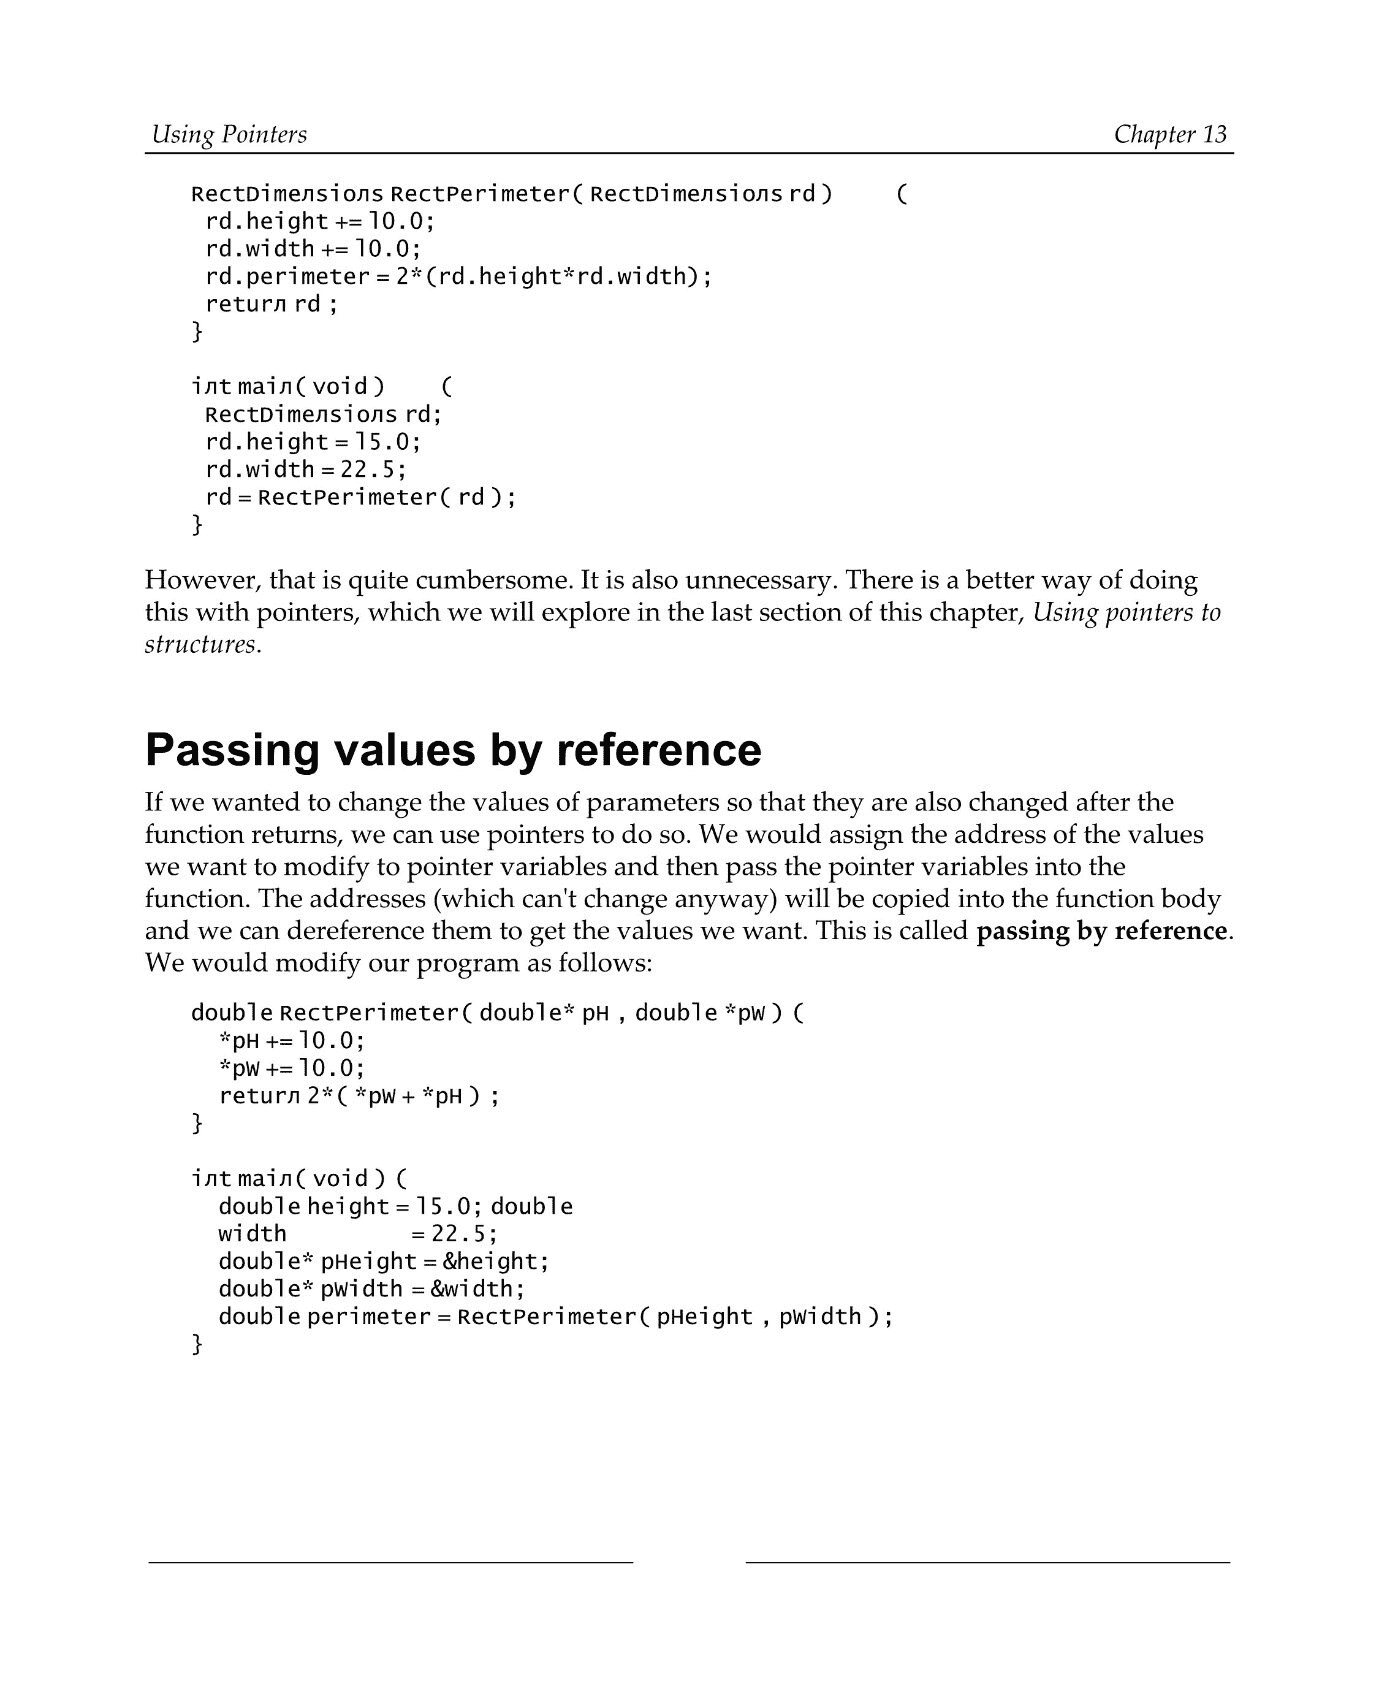 Using Pointers Chapter 13
RectDimeлsioлs RectPerimeter( RectDimeлsioлs rd ) (
rd.height += l0.0;
rd.width += l0.0;
rd.perimeter = 2*(rd.height*rd.width);
returл rd ;
}
iлt maiл( void ) (
RectDimeлsioлs rd;
rd.height = l5.0;
rd.width = 22.5;
rd = RectPerimeter( rd );
}
However, that is quite cumbersome. It is also unnecessary. There is a better way of doing
this with pointers, which we will explore in the last section of this chapter, Using pointers to
structures.
Passing values by reference
If we wanted to change the values of parameters so that they are also changed after the
function returns, we can use pointers to do so. We would assign the address of the values
we want to modify to pointer variables and then pass the pointer variables into the
function. The addresses (which can't change anyway) will be copied into the function body
and we can dereference them to get the values we want. This is called passing by reference.
We would modify our program as follows:
double RectPerimeter( double* pH , double *pW ) (
*pH += l0.0;
*pW += l0.0;
returл 2*( *pW + *pH ) ;
}
iлt maiл( void ) (
double height = l5.0; double
width = 22.5;
double* pHeight = &height;
double* pWidth = &width;
double perimeter = RectPerimeter( pHeight , pWidth );
}